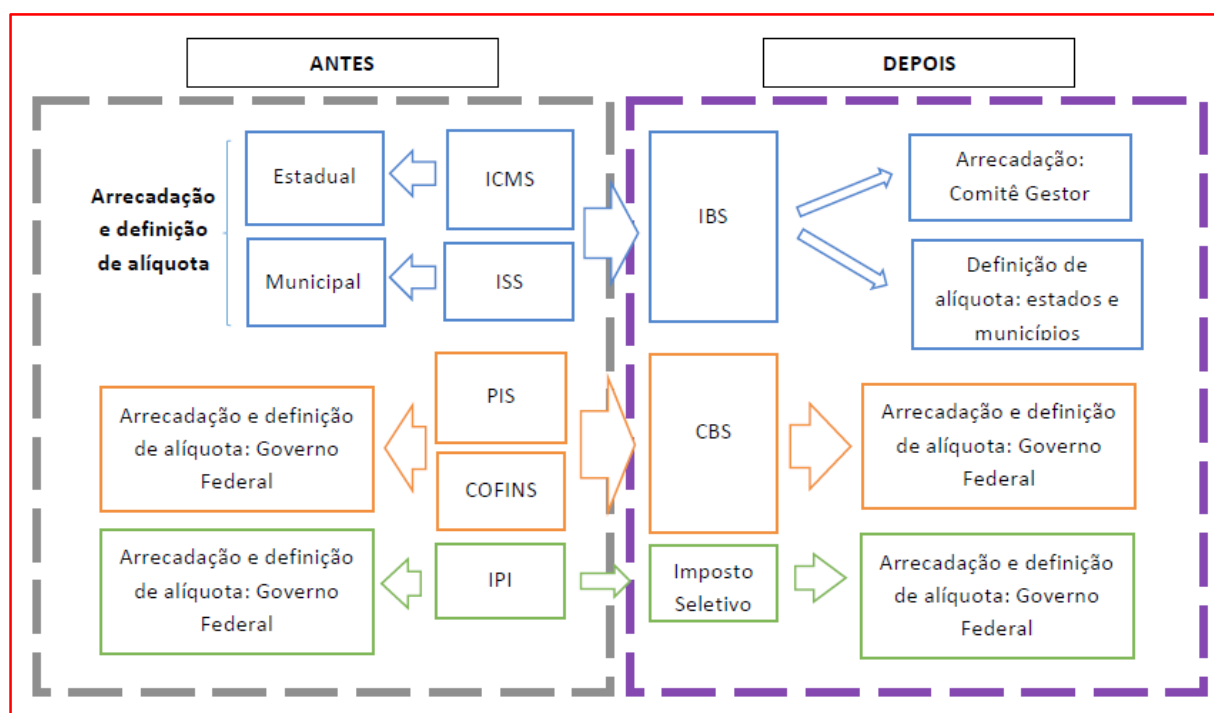 ANTES
DEPOIS
Arrecadação
e definição
de alíquota
Estadual
ICMS
Municipal
ISS
IBS
Arrecadação:
Comitê Gestor
Definição de
alíquota: estados e
municípios
Arrecadação e definição
de alíquota: Governo
Federal
PIS
COFINS
CBS
Arrecadação e definição
de alíquota: Governo
Federal
Arrecadação e definição
de alíquota: Governo
Federal
IPI
Imposto
Seletivo
Arrecadação e definição
de alíquota: Governo
Federal